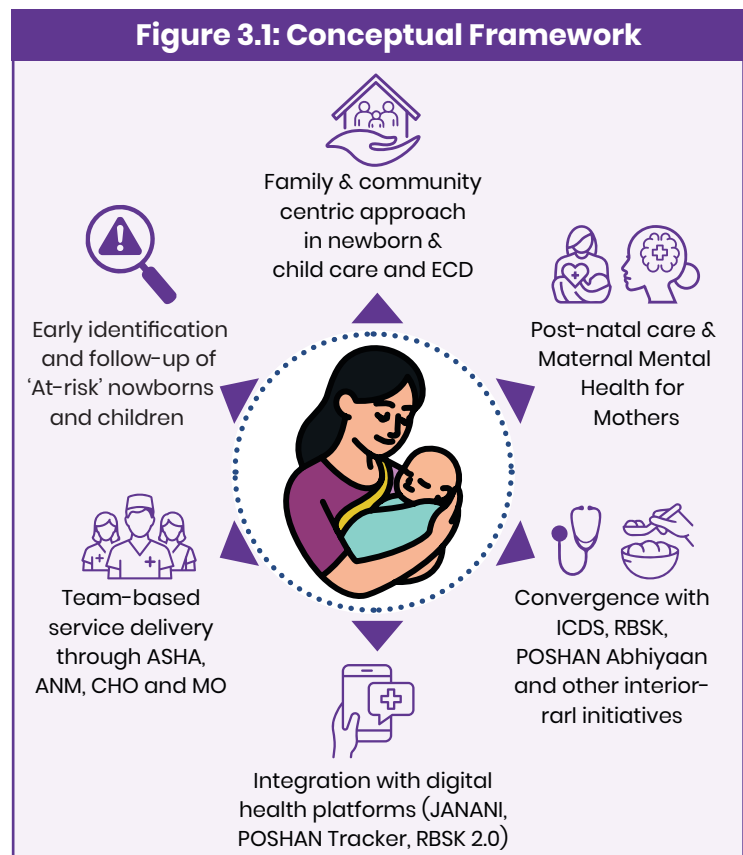 Figure 3.1: Conceptual Framework
Family & community
centric approach
in newborn &
child care and ECD
Post-natal care &
Maternal Mental
Health for
Mothers
Convergence with
ICDS, RBSK,
POSHAN Abhiyaan
and other interior-
rarl initiatives
Integration with digital
health platforms (JANANI,
POSHAN Tracker, RBSK 2.0)
Team-based
service delivery
through ASHA,
ANM, CHO and MO
Early identification
and follow-up of
‘At-risk’ nowborns
and children